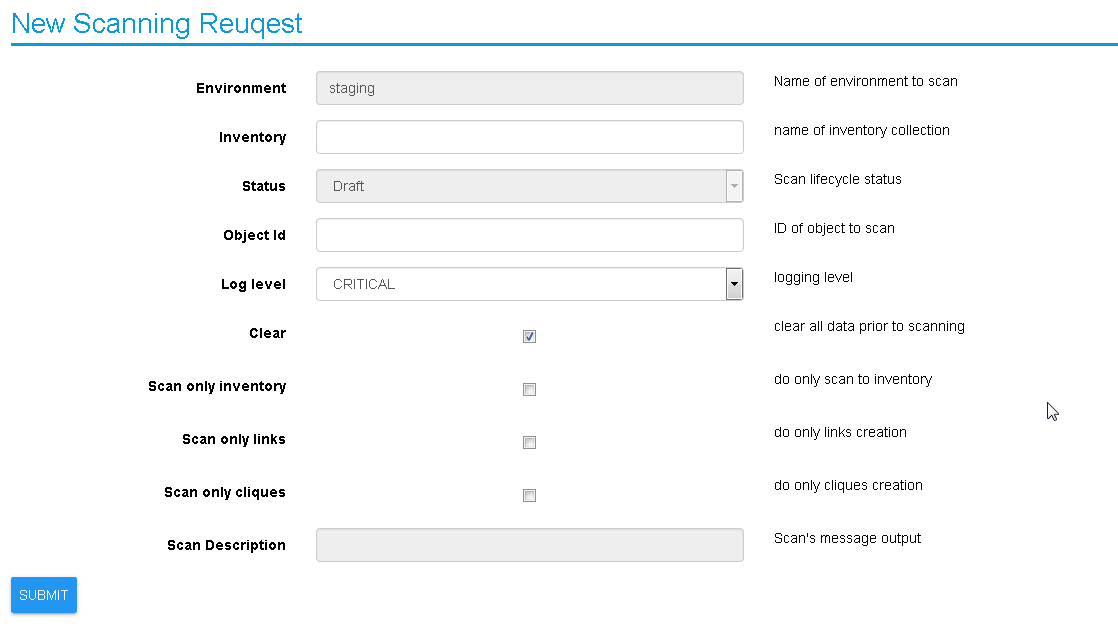 New Scanning Reuqest
Environment staging Name of environment to scan
Inventory name of inventory collection
Status Draft Scan lifecycle status
Object Id ID of object to scan
Log level CRITICAL logging level
Clear clear all data prior to scanning
Scan only inventory do only scan to inventory
Scan only links do only links creation
Scan only cliques do only cliques creation
Scan Description Scan's message output
SUBMIT